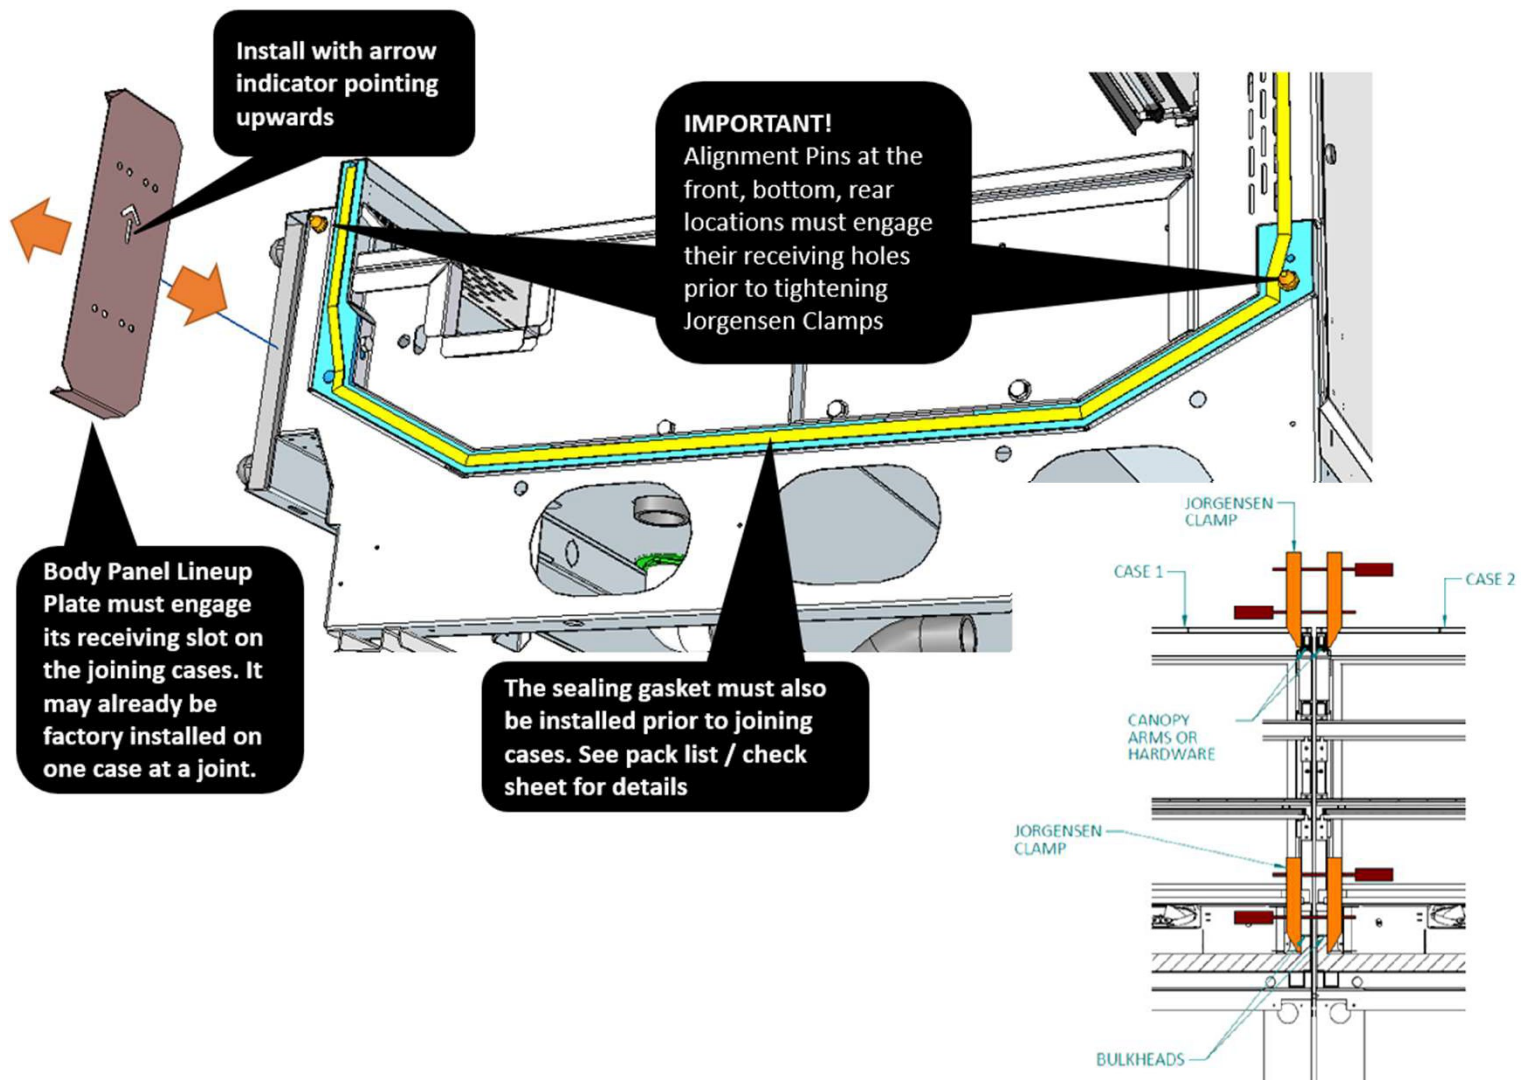 Install with arrow
indicator pointing
upwards
IMPORTANT!
Alignment Pins at the
front, bottom, rear
locations must engage
their receiving holes
prior to tightening
Jorgensen Clamps
Body Panel Lineup
Plate must engage
its receiving slot on
the joining cases. It
may already be
factory installed on
one case at a joint.
The sealing gasket must also
be installed prior to joining
cases. See pack list / check
sheet for details
JORGENSEN
CLAMP
CASE 1
CASE 2
CANOPY
ARMS OR
HARDWARE
JORGENSEN
CLAMP
BULKHEADS